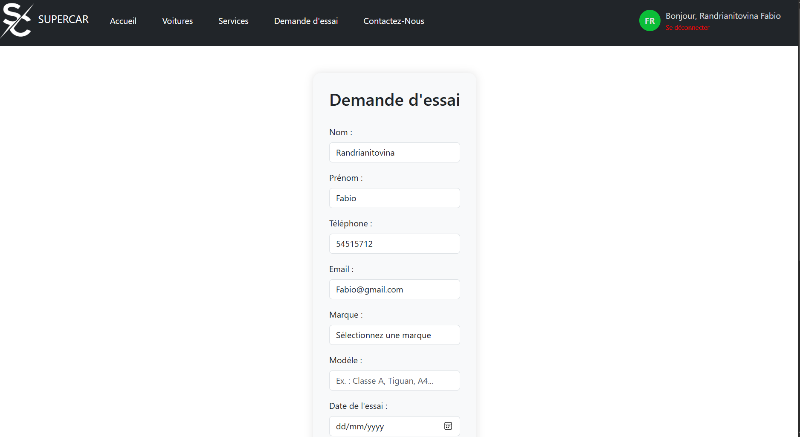 SUPERCAR Accueil Voitures Services Demande d'essai Contactez-Nous FR Bonjour, Randrianitovina Fabio
Se déconnecter
Demande d'essai
Nom :
Randrianitovina
Prénom :
Fabio
Téléphone :
54515712
Email :
Fabio@gmail.com
Marque :
Sélectionnez une marque
Modèle :
Ex. : Classe A, Tiguan, A4...
Date de l'essai :
dd/mm/yyyy